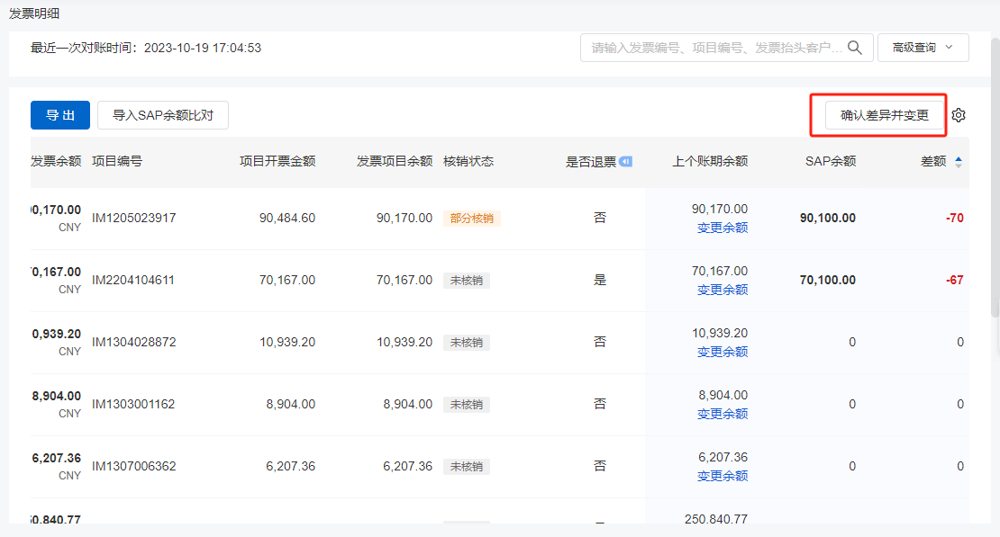 发票明细
最近一次对账时间：2023-10-19 17:04:53
请输入发票编号、项目编号、发票抬头客户...
高级查询
导 出
导入SAP余额比对
确认差异并变更
发票余额 项目编号 项目开票金额 发票项目余额 核销状态 是否退票 上个账期余额 SAP余额 差额
0,170.00 CNY IM1205023917 90,484.60 90,170.00 部分核销 否 90,170.00 变更余额 90,100.00 -70
0,167.00 CNY IM2204104611 70,167.00 70,167.00 未核销 是 70,167.00 变更余额 70,100.00 -67
0,939.20 CNY IM1304028872 10,939.20 10,939.20 未核销 否 10,939.20 变更余额 0 0
8,904.00 CNY IM1303001162 8,904.00 8,904.00 未核销 否 8,904.00 变更余额 0 0
6,207.36 CNY IM1307006362 6,207.36 6,207.36 未核销 否 6,207.36 变更余额 0 0
0,840.77 250,840.77